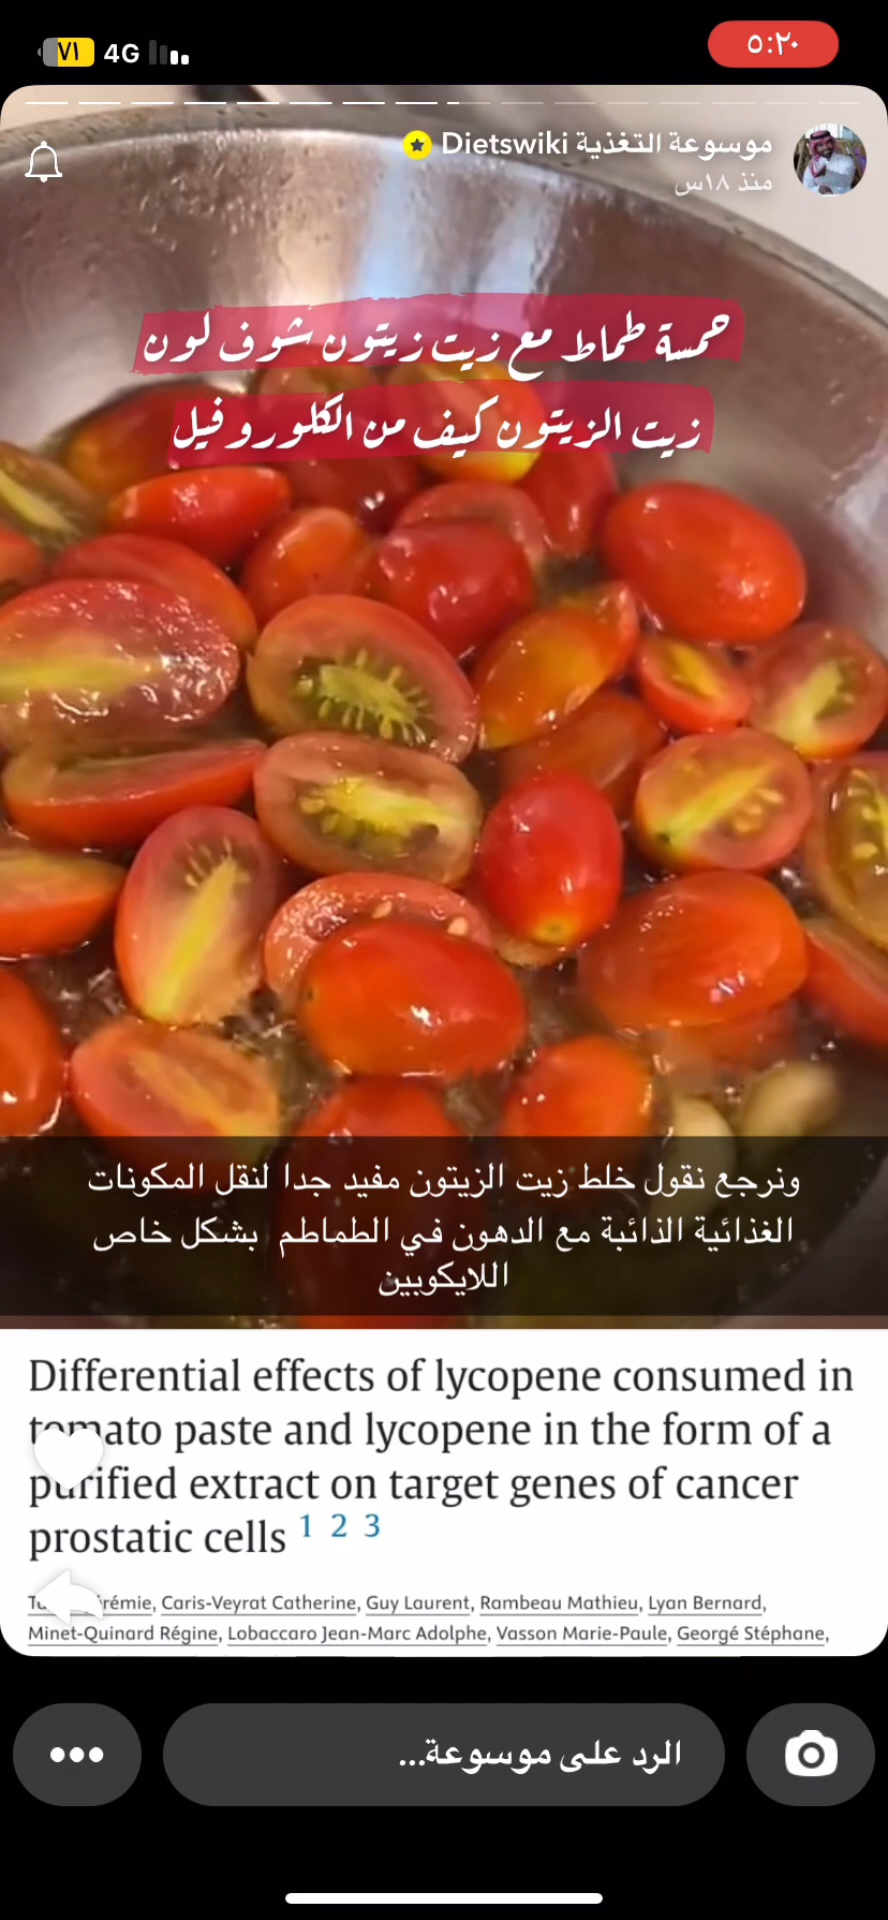 ٥:٢٠
4G
٧١
موسوعة التغذية Dietswiki
منذ ١٨س
حمسة طماط مع زيت زيتون شوف لون
زيت الزيتون كيف من الكلوروفيل
ونرجع نقول خلط زيت الزيتون مفيد جدا لنقل المكونات
الغذائية الذائبة مع الدهون في الطماطم بشكل خاص
اللايكوبين
Differential effects of lycopene consumed in
tomato paste and lycopene in the form of a
purified extract on target genes of cancer
prostatic cells 1 2 3
Caris-Veyrat Catherine, Guy Laurent, Rambeau Mathieu, Lyan Bernard,
Minet-Quinard Régine, Lobaccaro Jean-Marc Adolphe, Vasson Marie-Paule, Georgé Stéphane,
الرد على موسوعة...